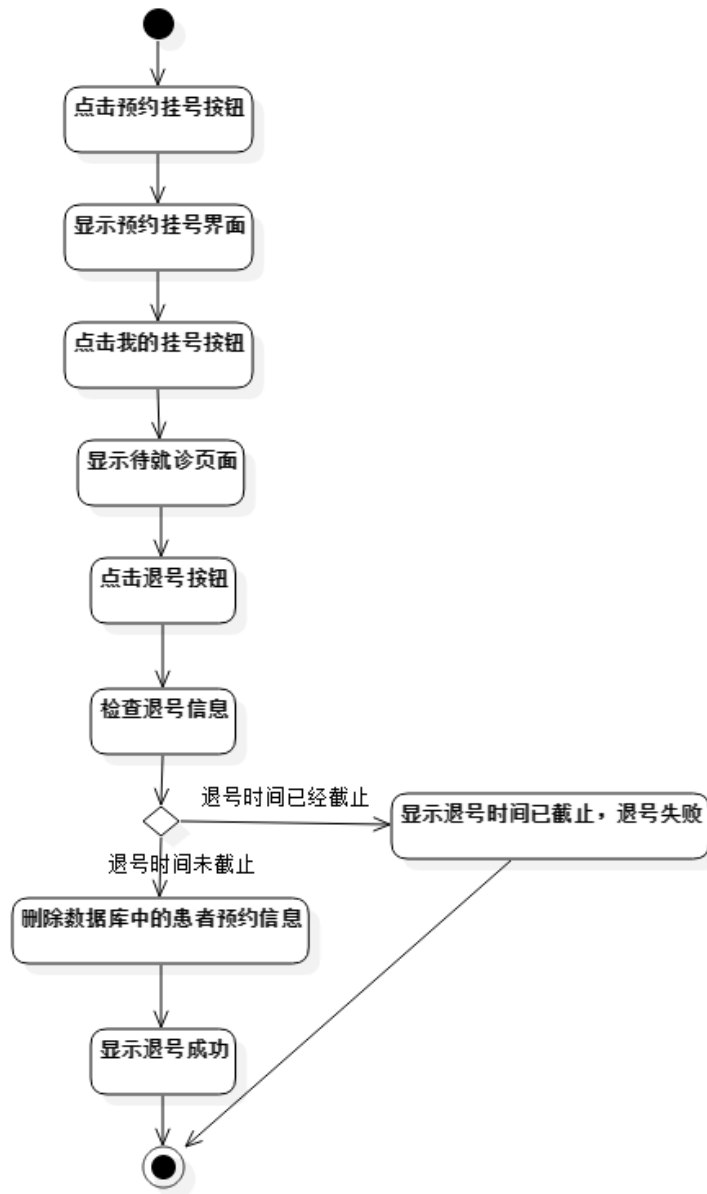 点击预约挂号按钮
显示预约挂号界面
点击我的挂号按钮
显示待就诊页面
点击退号按钮
检查退号信息
退号时间已经截止
显示退号时间已截止，退号失败
退号时间未截止
删除数据库中的患者预约信息
显示退号成功